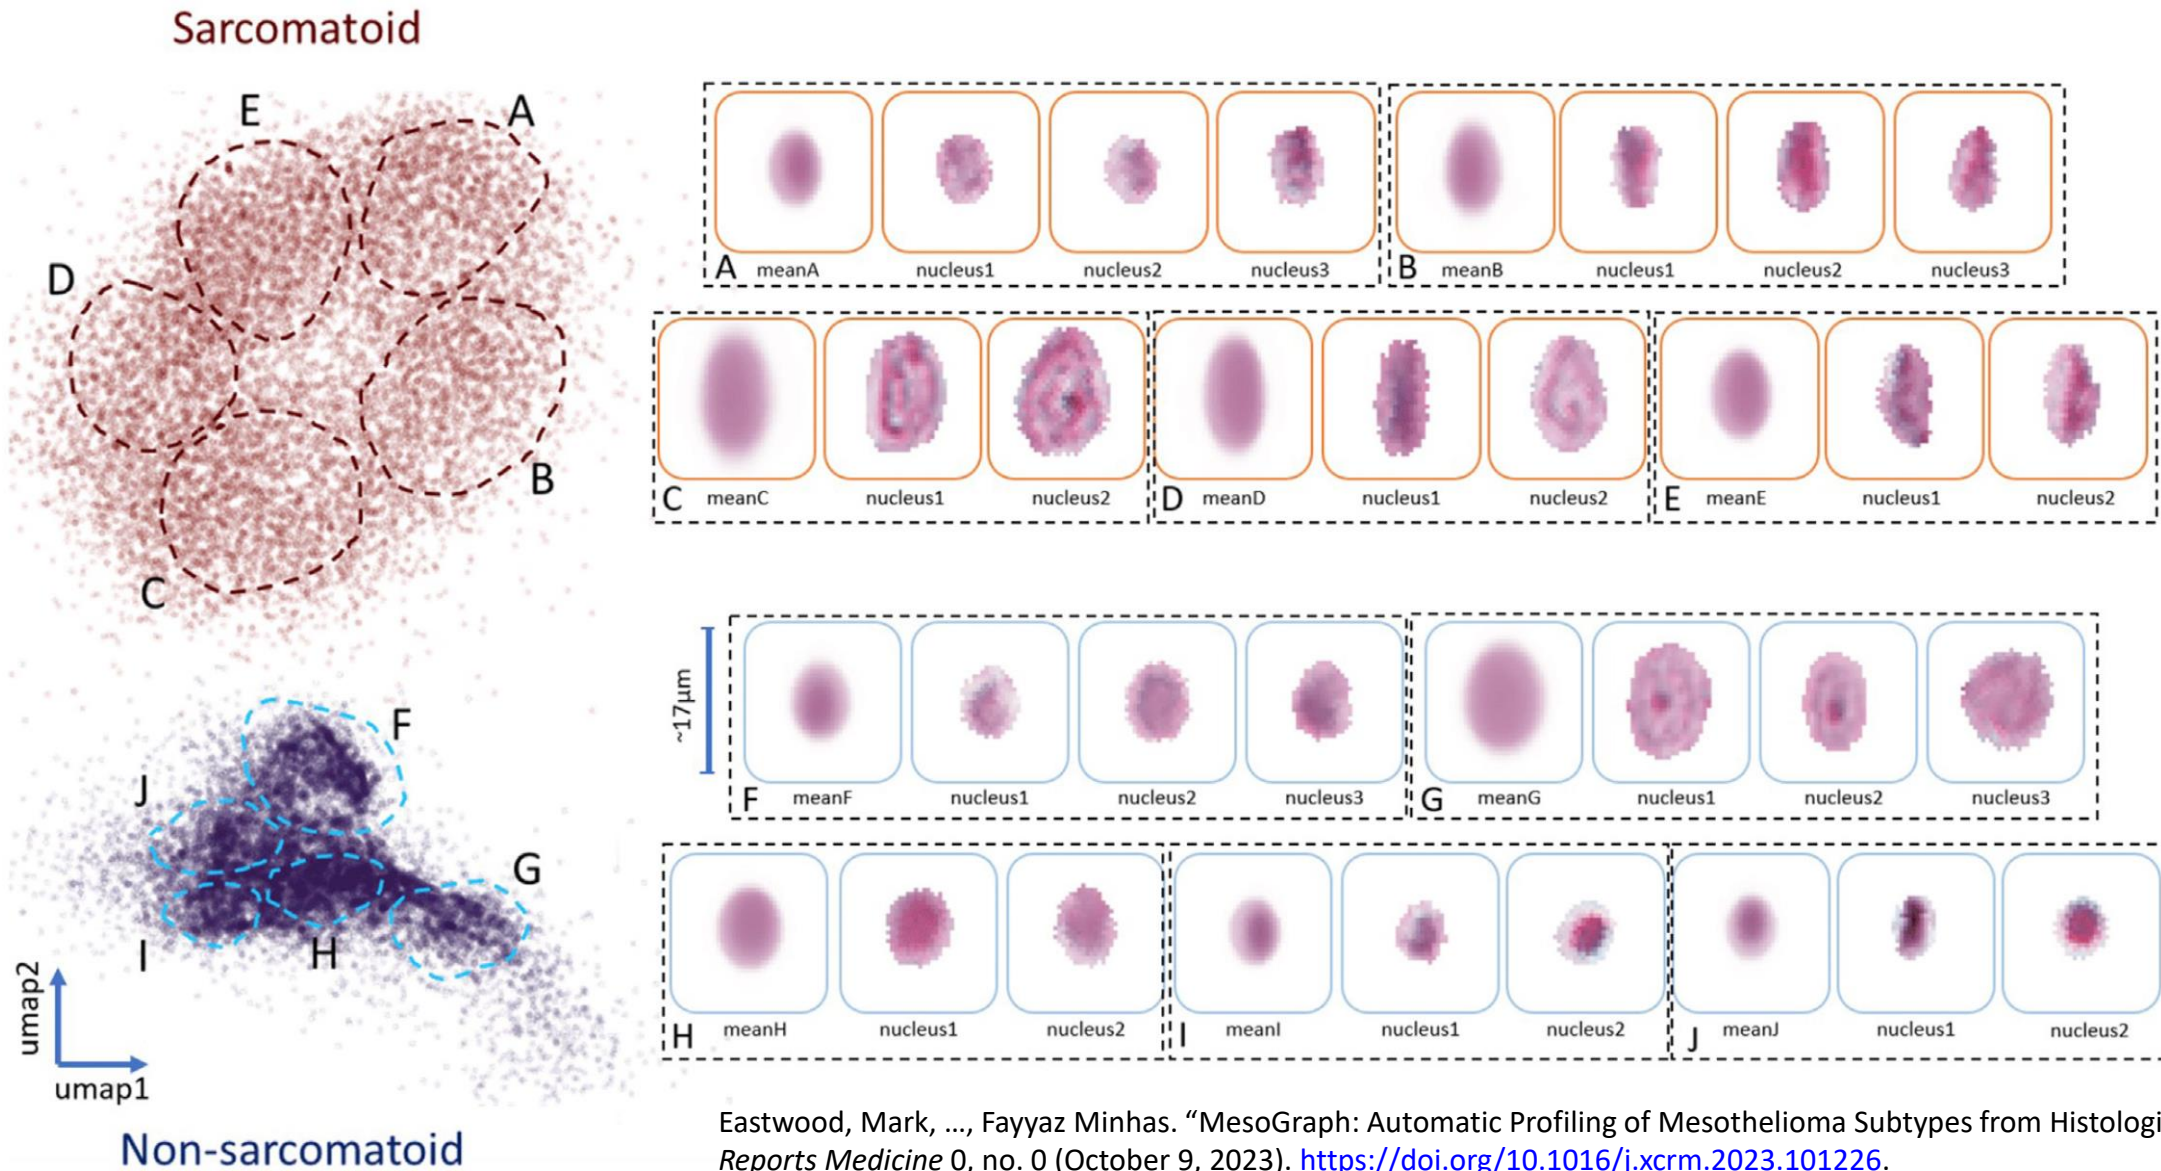 Sarcomatoid
E
A
D
B
C
A meanA nucleus1 nucleus2 nucleus3
B meanB nucleus1 nucleus2 nucleus3
C meanC nucleus1 nucleus2
D meanD nucleus1 nucleus2
E meanE nucleus1 nucleus2
~17µm
F
J
G
I
H
umap2
umap1
Non-sarcomatoid
F meanF nucleus1 nucleus2 nucleus3
G meanG nucleus1 nucleus2 nucleus3
H meanH nucleus1 nucleus2
I meanI nucleus1 nucleus2
J meanJ nucleus1 nucleus2
Eastwood, Mark, …, Fayyaz Minhas. “MesoGraph: Automatic Profiling of Mesothelioma Subtypes from Histologi
Reports Medicine 0, no. 0 (October 9, 2023). https://doi.org/10.1016/j.xcrm.2023.101226.